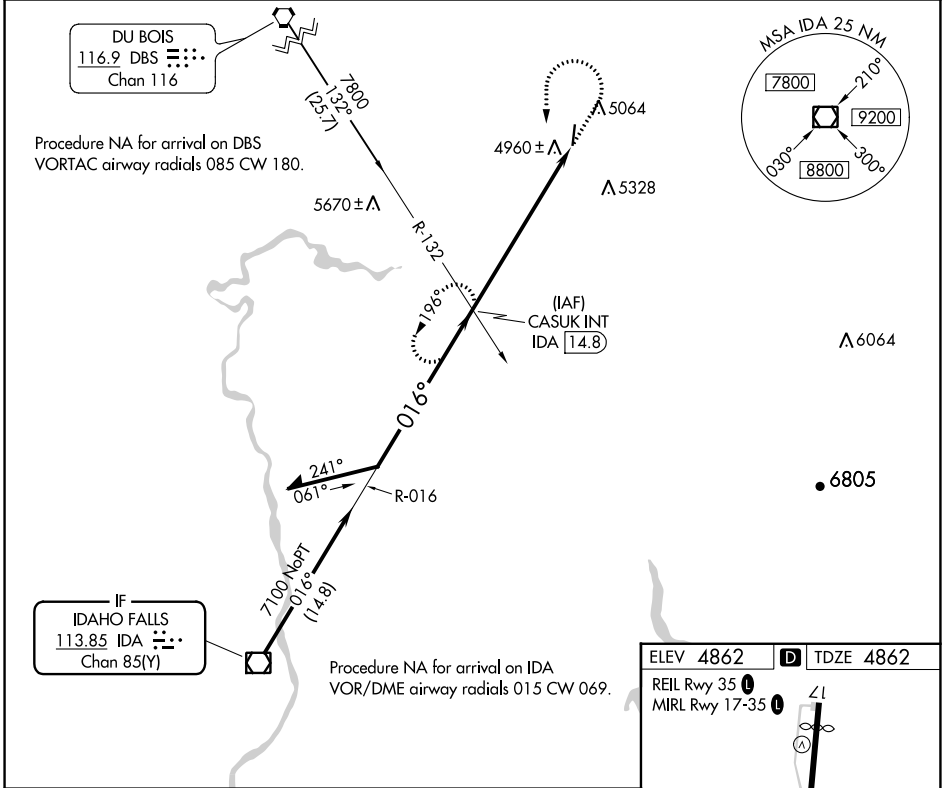 DU BOIS
116.9 DBS
Chan 116
Procedure NA for arrival on DBS
VORTAC airway radials 085 CW 180.
7800
132°
(25.7)
R-132
5670±
4960±
5064
5328
MSA IDA 25 NM
7800
210°
9200
030°
8800
300°
196°
(IAF)
CASUK INT
IDA 14.8
6064
016°
241°
061°
R-016
6805
7100 NoPT
016°
(14.8)
IF
IDAHO FALLS
113.85 IDA
Chan 85(Y)
Procedure NA for arrival on IDA
VOR/DME airway radials 015 CW 069.
ELEV 4862 D TDZE 4862
REIL Rwy 35 L
MIRL Rwy 17-35 L
17
A